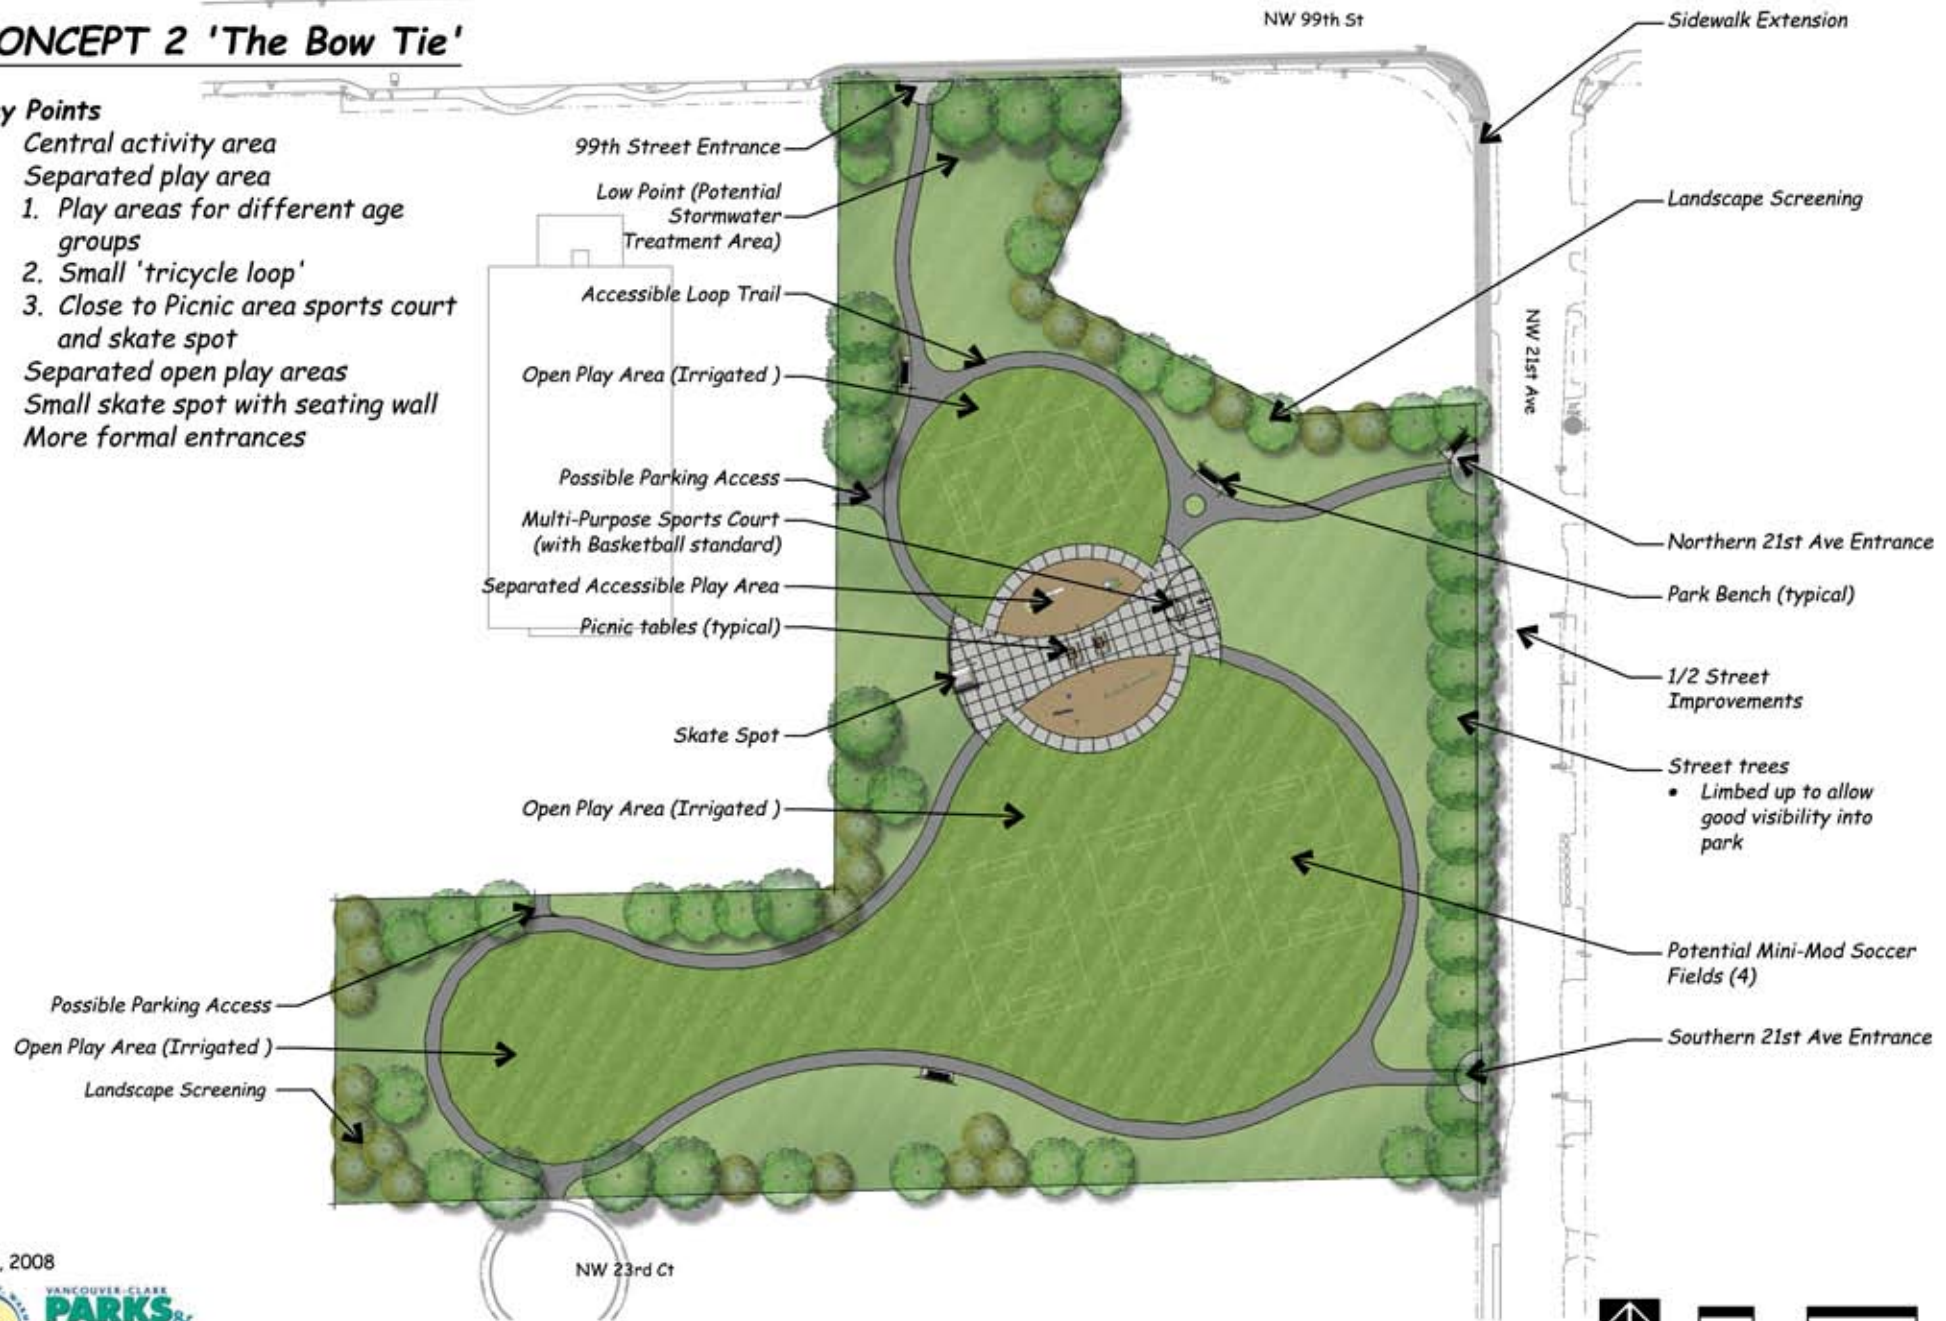 ONCEPT 2 'The Bow Tie'
y Points
Central activity area
Separated play area
1. Play areas for different age
groups
2. Small 'tricycle loop'
3. Close to Picnic area sports court
and skate spot
Separated open play areas
Small skate spot with seating wall
More formal entrances
NW 99th St
99th Street Entrance
Low Point (Potential
Stormwater
Treatment Area)
Accessible Loop Trail
Open Play Area (Irrigated )
Possible Parking Access
Multi-Purpose Sports Court
(with Basketball standard)
Separated Accessible Play Area
Picnic tables (typical)
Skate Spot
Open Play Area (Irrigated )
Possible Parking Access
Open Play Area (Irrigated )
Landscape Screening
Sidewalk Extension
Landscape Screening
NW 21st Ave
Northern 21st Ave Entrance
Park Bench (typical)
1/2 Street
Improvements
Street trees
• Limbed up to allow
good visibility into
park
Potential Mini-Mod Soccer
Fields (4)
Southern 21st Ave Entrance
NW 23rd Ct
, 2008
VANCOUVER-CLARK
PARKS&